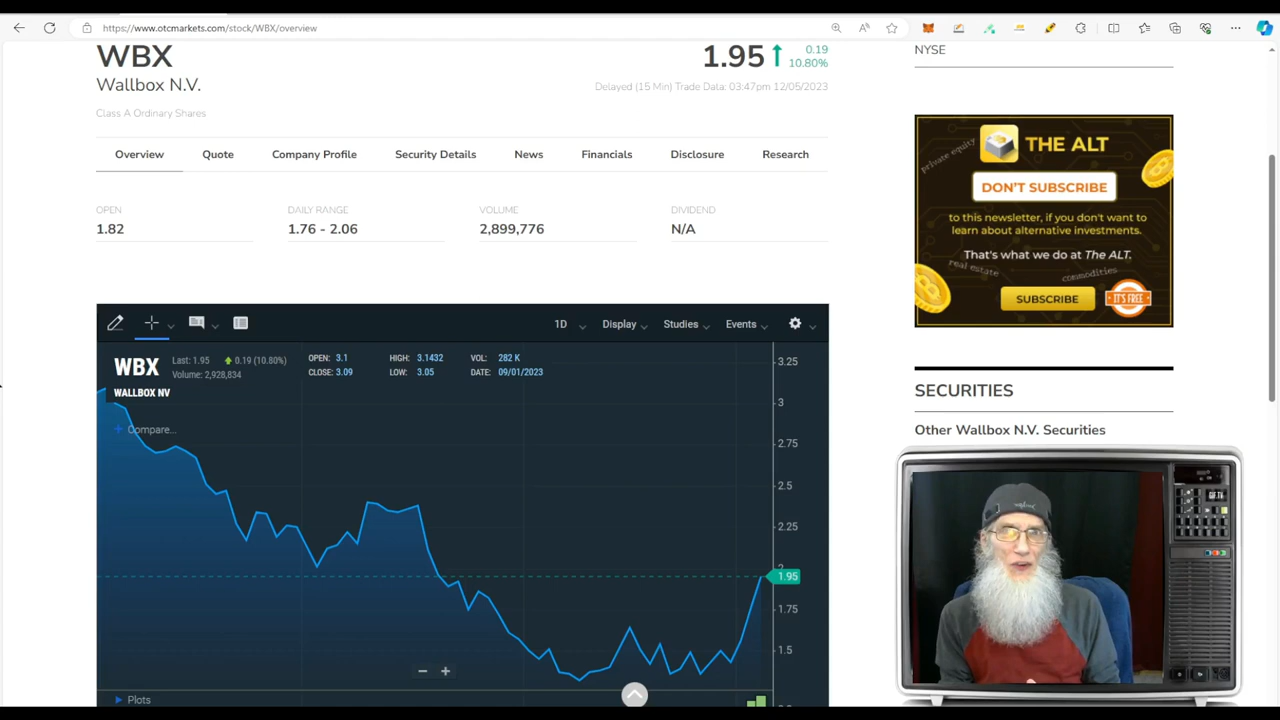 https://www.otcmarkets.com/stock/WBX/overview
WBX
1.95
0.19
10.80%
Wallbox N.V.
Delayed (15 Min) Trade Data: 03:47pm 12/05/2023
Class A Ordinary Shares
Overview
Quote
Company Profile
Security Details
News
Financials
Disclosure
Research
OPEN
DAILY RANGE
VOLUME
DIVIDEND
1.82
1.76 - 2.06
2,899,776
N/A
1D
Display
Studies
Events
WBX
Last: 1.95
0.19 (10.80%)
Volume: 2,928,834
OPEN: 3.1
HIGH: 3.1432
VOL: 282 K
CLOSE: 3.09
LOW: 3.05
DATE: 09/01/2023
WALLBOX NV
+ Compare...
3.25
3
2.75
2.5
2.25
1.95
1.75
1.5
Plots
NYSE
private equity
THE ALT
DON'T SUBSCRIBE
to this newsletter, if you don't want to
learn about alternative investments.
That's what we do at The ALT.
real estate
commodities
SUBSCRIBE
IT'S FREE
SECURITIES
Other Wallbox N.V. Securities